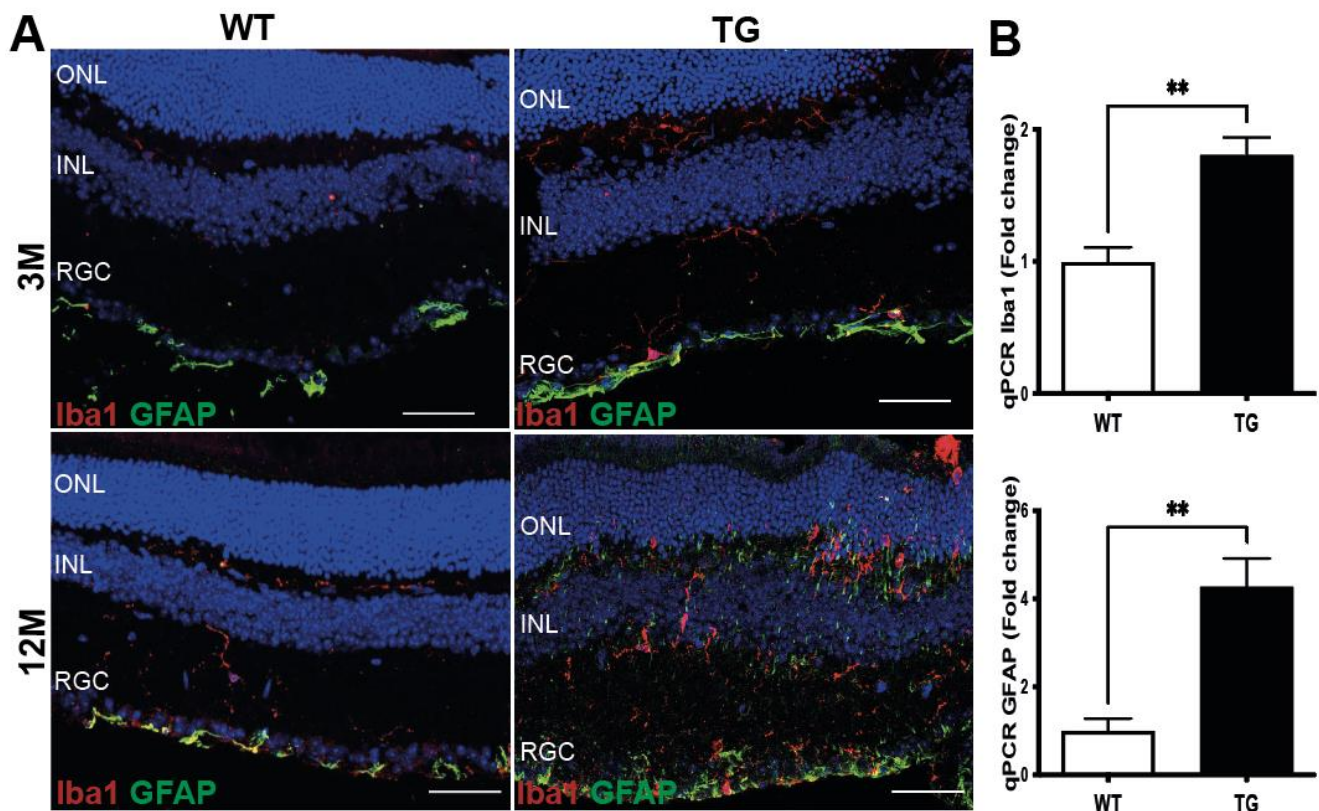 A
WT
TG
B
3M
ONL
INL
RGC
Iba1 GFAP
ONL
INL
RGC
Iba1 GFAP
12M
ONL
INL
RGC
Iba1 GFAP
ONL
INL
RGC
Iba1 GFAP
qPCR Iba1 (Fold change)
**
2
1
0
WT
TG
qPCR GFAP (Fold change)
**
6
4
2
0
WT
TG